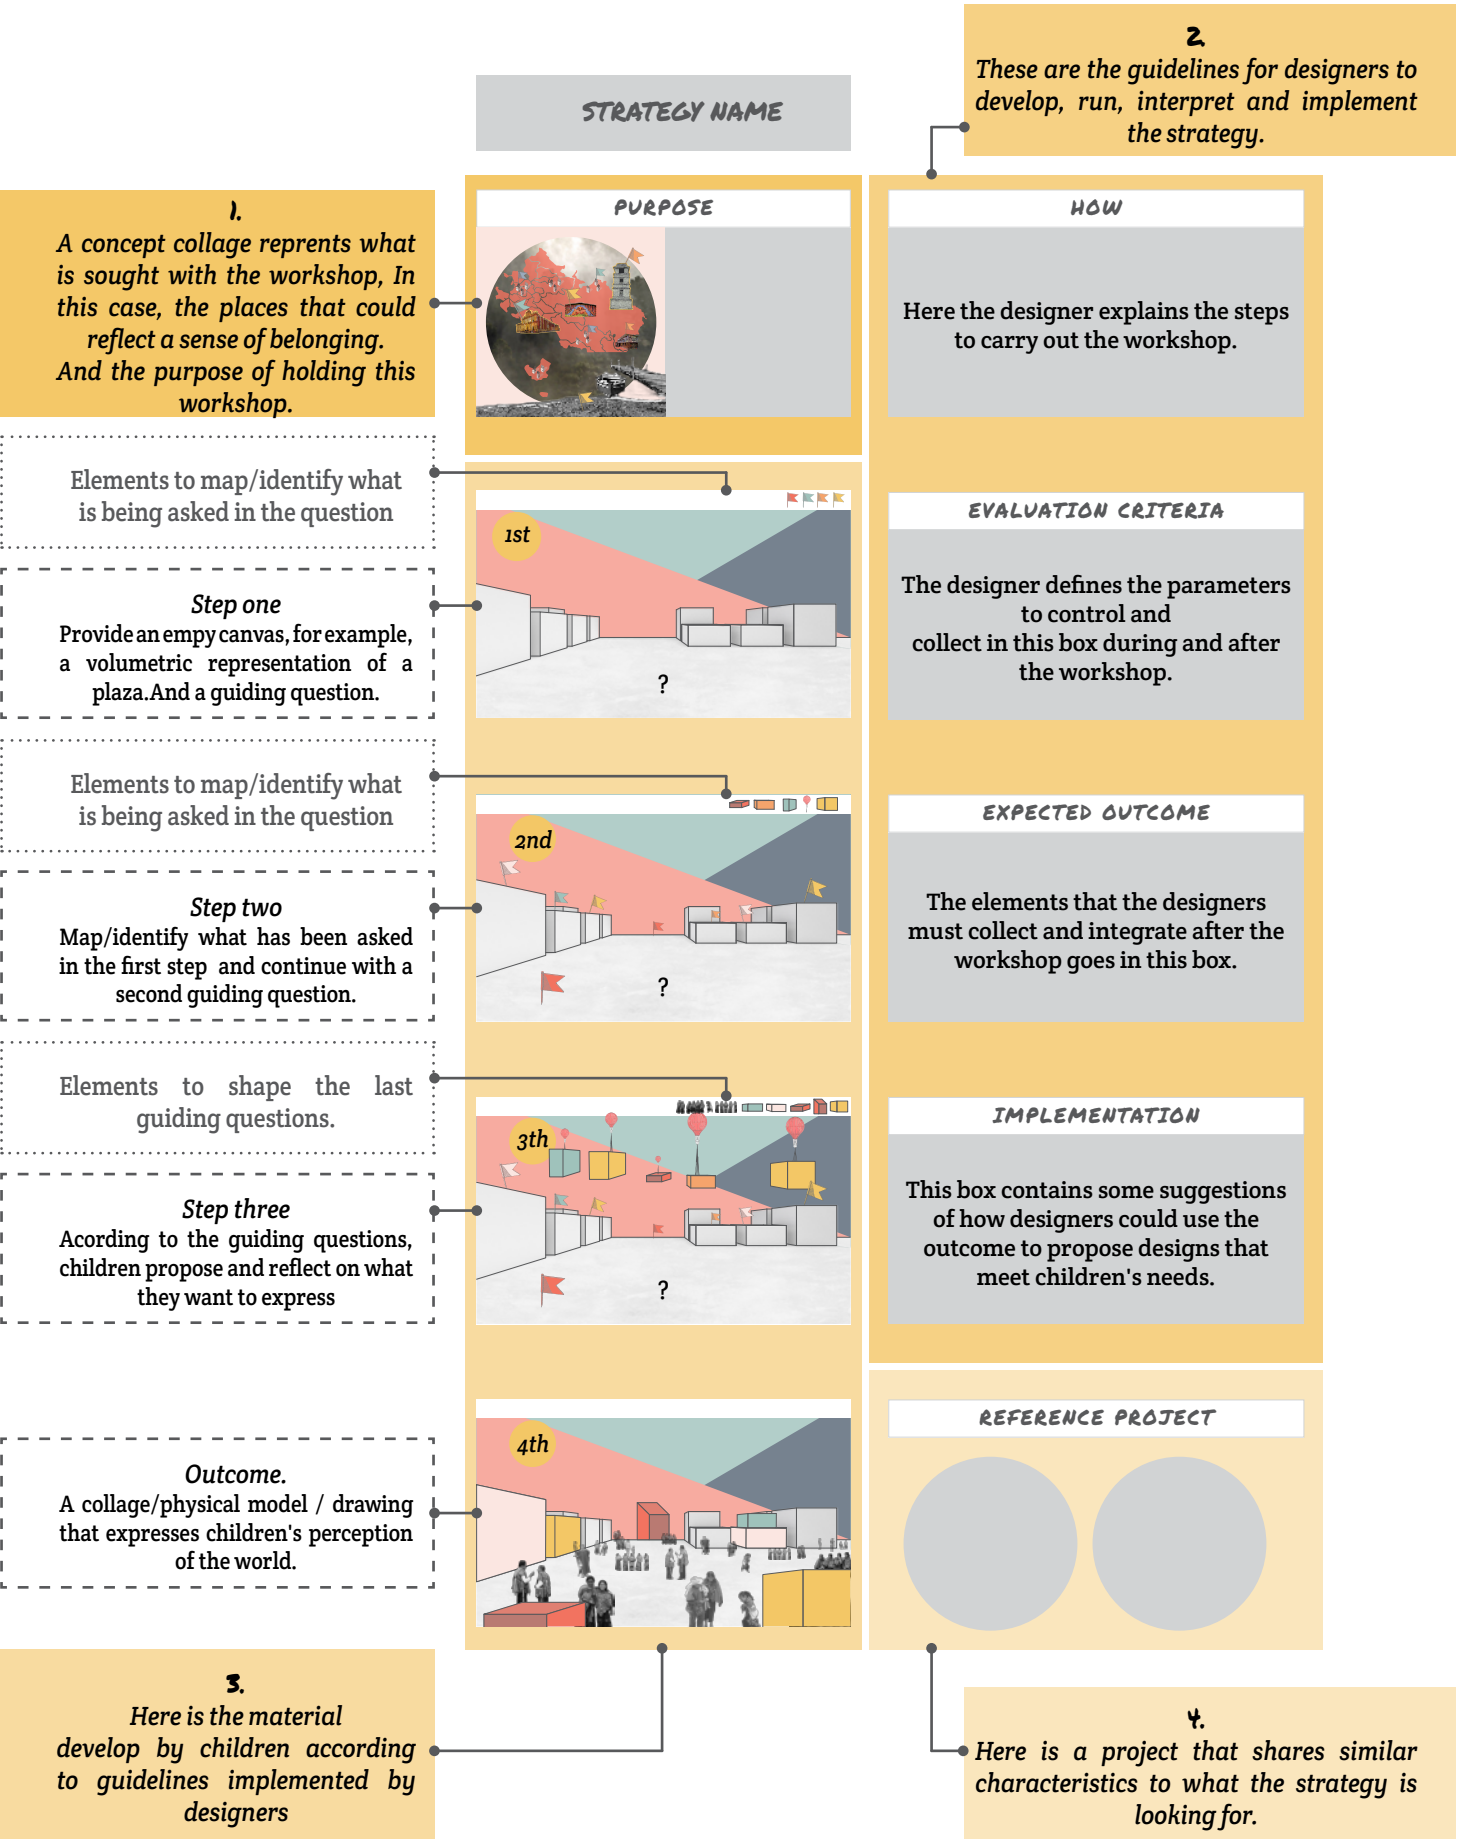 STRATEGY NAME
1.
A concept collage reprents what
is sought with the workshop, In
this case, the places that could
reflect a sense of belonging.
And the purpose of holding this
workshop.
2.
These are the guidelines for designers to
develop, run, interpret and implement
the strategy.
PURPOSE
HOW
Here the designer explains the steps
to carry out the workshop.
Elements to map/identify what
is being asked in the question
1st
?
Step one
Provide an empy canvas, for example,
a volumetric representation of a
plaza.And a guiding question.
EVALUATION CRITERIA
The designer defines the parameters
to control and
collect in this box during and after
the workshop.
Elements to map/identify what
is being asked in the question
2nd
?
Step two
Map/identify what has been asked
in the first step and continue with a
second guiding question.
EXPECTED OUTCOME
The elements that the designers
must collect and integrate after the
workshop goes in this box.
Elements to shape the last
guiding questions.
3th
?
Step three
Acording to the guiding questions,
children propose and reflect on what
they want to express
IMPLEMENTATION
This box contains some suggestions
of how designers could use the
outcome to propose designs that
meet children's needs.
4th
Outcome.
A collage/physical model / drawing
that expresses children's perception
of the world.
REFERENCE PROJECT
3.
Here is the material
develop by children according
to guidelines implemented by
designers
4.
Here is a project that shares similar
characteristics to what the strategy is
looking for.